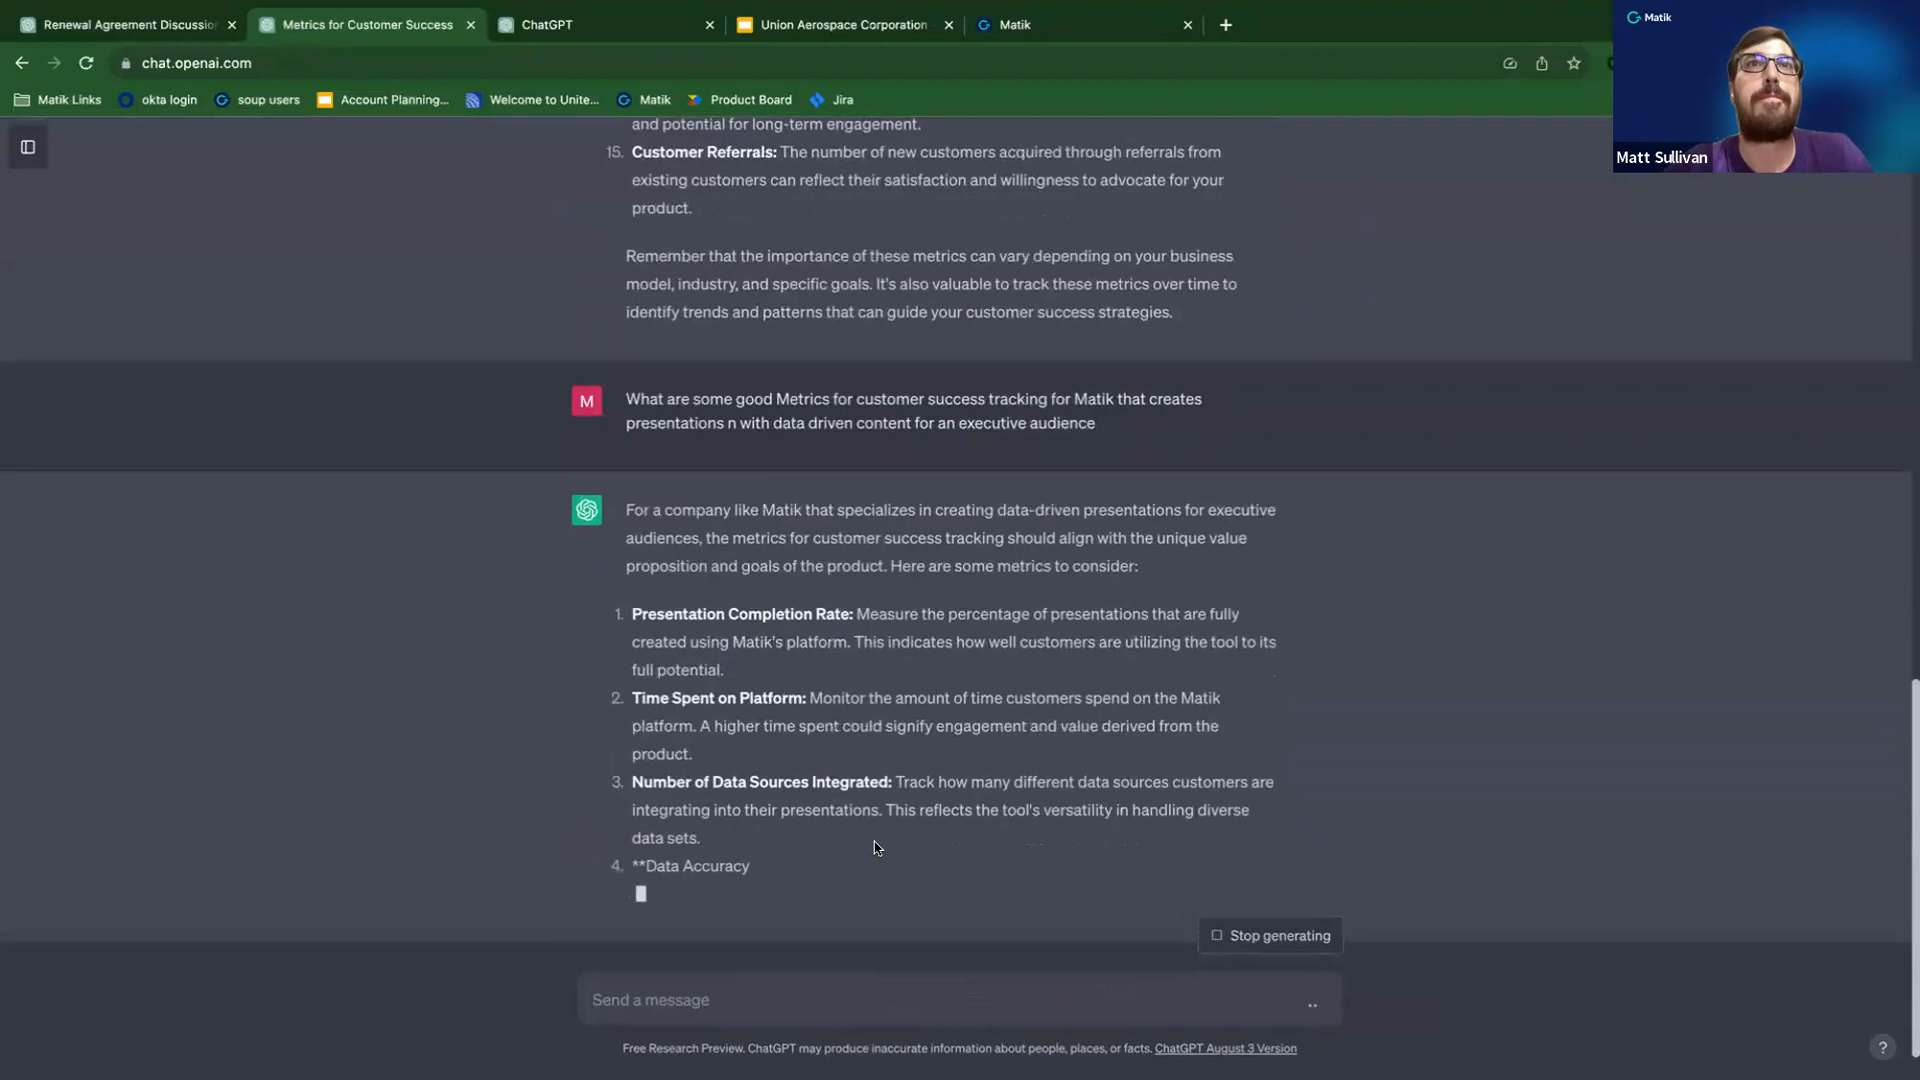 Renewal Agreement Discussion
Metrics for Customer Success
ChatGPT
Union Aerospace Corporation
Matik
Matik
chat.openai.com
Matik Links
okta login
soup users
Account Planning...
Welcome to Unite...
Matik
Product Board
Jira
Matt Sullivan
and potential for long-term engagement.
15. Customer Referrals: The number of new customers acquired through referrals from
existing customers can reflect their satisfaction and willingness to advocate for your
product.
Remember that the importance of these metrics can vary depending on your business
model, industry, and specific goals. It's also valuable to track these metrics over time to
identify trends and patterns that can guide your customer success strategies.
M
What are some good Metrics for customer success tracking for Matik that creates
presentations n with data driven content for an executive audience
For a company like Matik that specializes in creating data-driven presentations for executive
audiences, the metrics for customer success tracking should align with the unique value
proposition and goals of the product. Here are some metrics to consider:
1. Presentation Completion Rate: Measure the percentage of presentations that are fully
created using Matik's platform. This indicates how well customers are utilizing the tool to its
full potential.
2. Time Spent on Platform: Monitor the amount of time customers spend on the Matik
platform. A higher time spent could signify engagement and value derived from the
product.
3. Number of Data Sources Integrated: Track how many different data sources customers are
integrating into their presentations. This reflects the tool's versatility in handling diverse
data sets.
4. **Data Accuracy
Stop generating
Send a message
Free Research Preview. ChatGPT may produce inaccurate information about people, places, or facts. ChatGPT August 3 Version
?